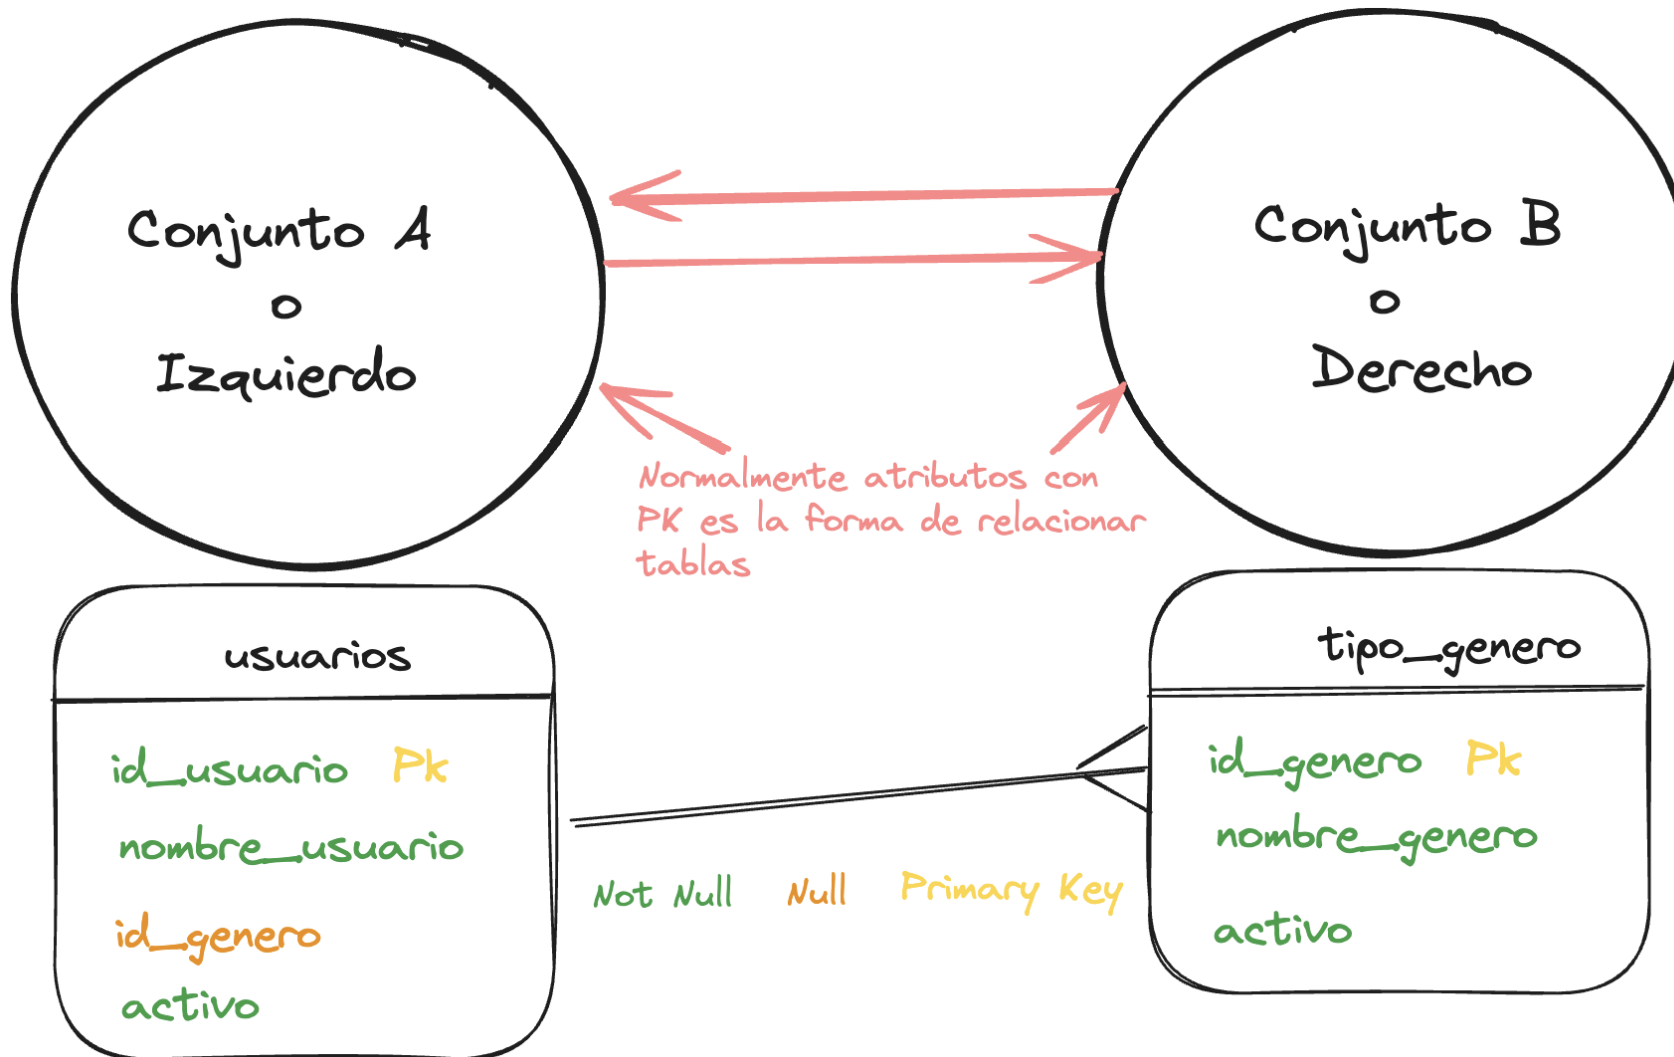 Conjunto A
o
Izquierdo
Conjunto B
o
Derecho
Normalmente atributos con
PK es la forma de relacionar
tablas
usuarios
id_usuario Pk
nombre_usuario
id_genero
activo
Not Null Null Primary Key
tipo_genero
id_genero Pk
nombre_genero
activo